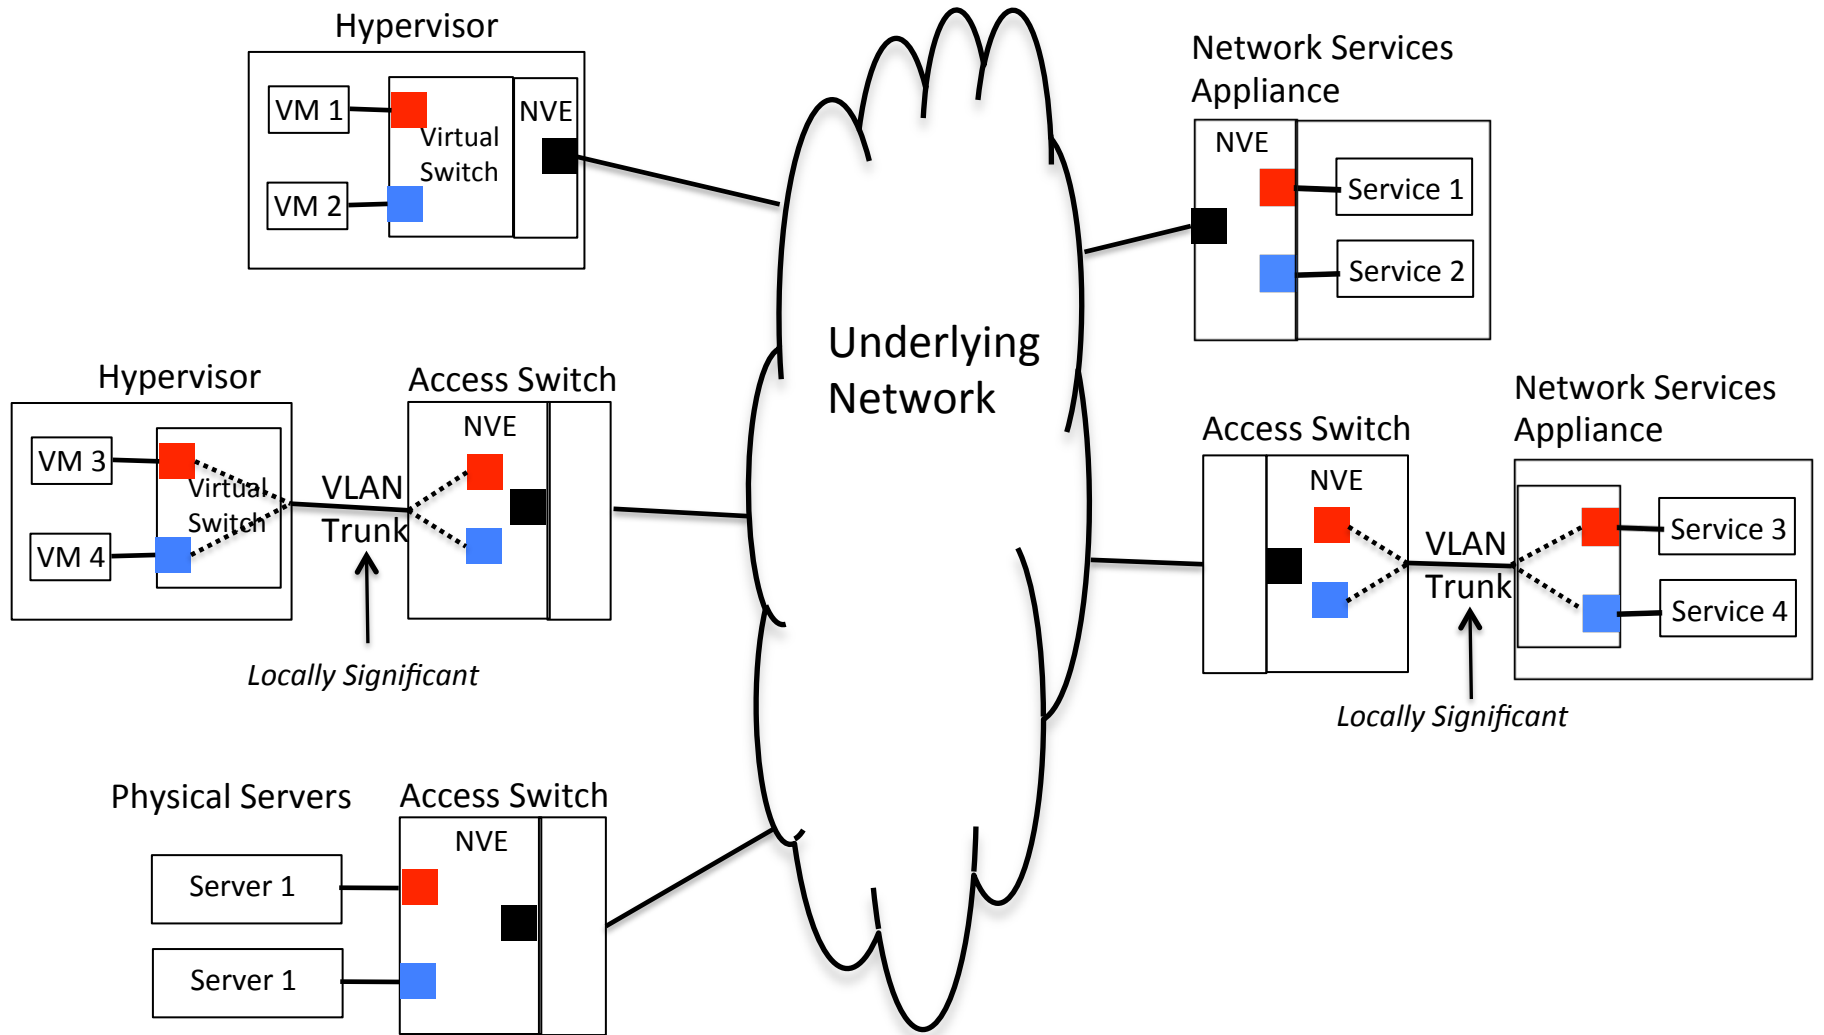 Hypervisor
VM 1
NVE
Virtual
Switch
VM 2
Network Services
Appliance
NVE
Service 1
Service 2
Underlying
Network
Hypervisor
Access Switch
VM 3
NVE
Virtual
Switch
VLAN
Trunk
VM 4
Locally Significant
Network Services
Appliance
Access Switch
NVE
VLAN
Trunk
Service 3
Service 4
Locally Significant
Physical Servers
Access Switch
NVE
Server 1
Server 1